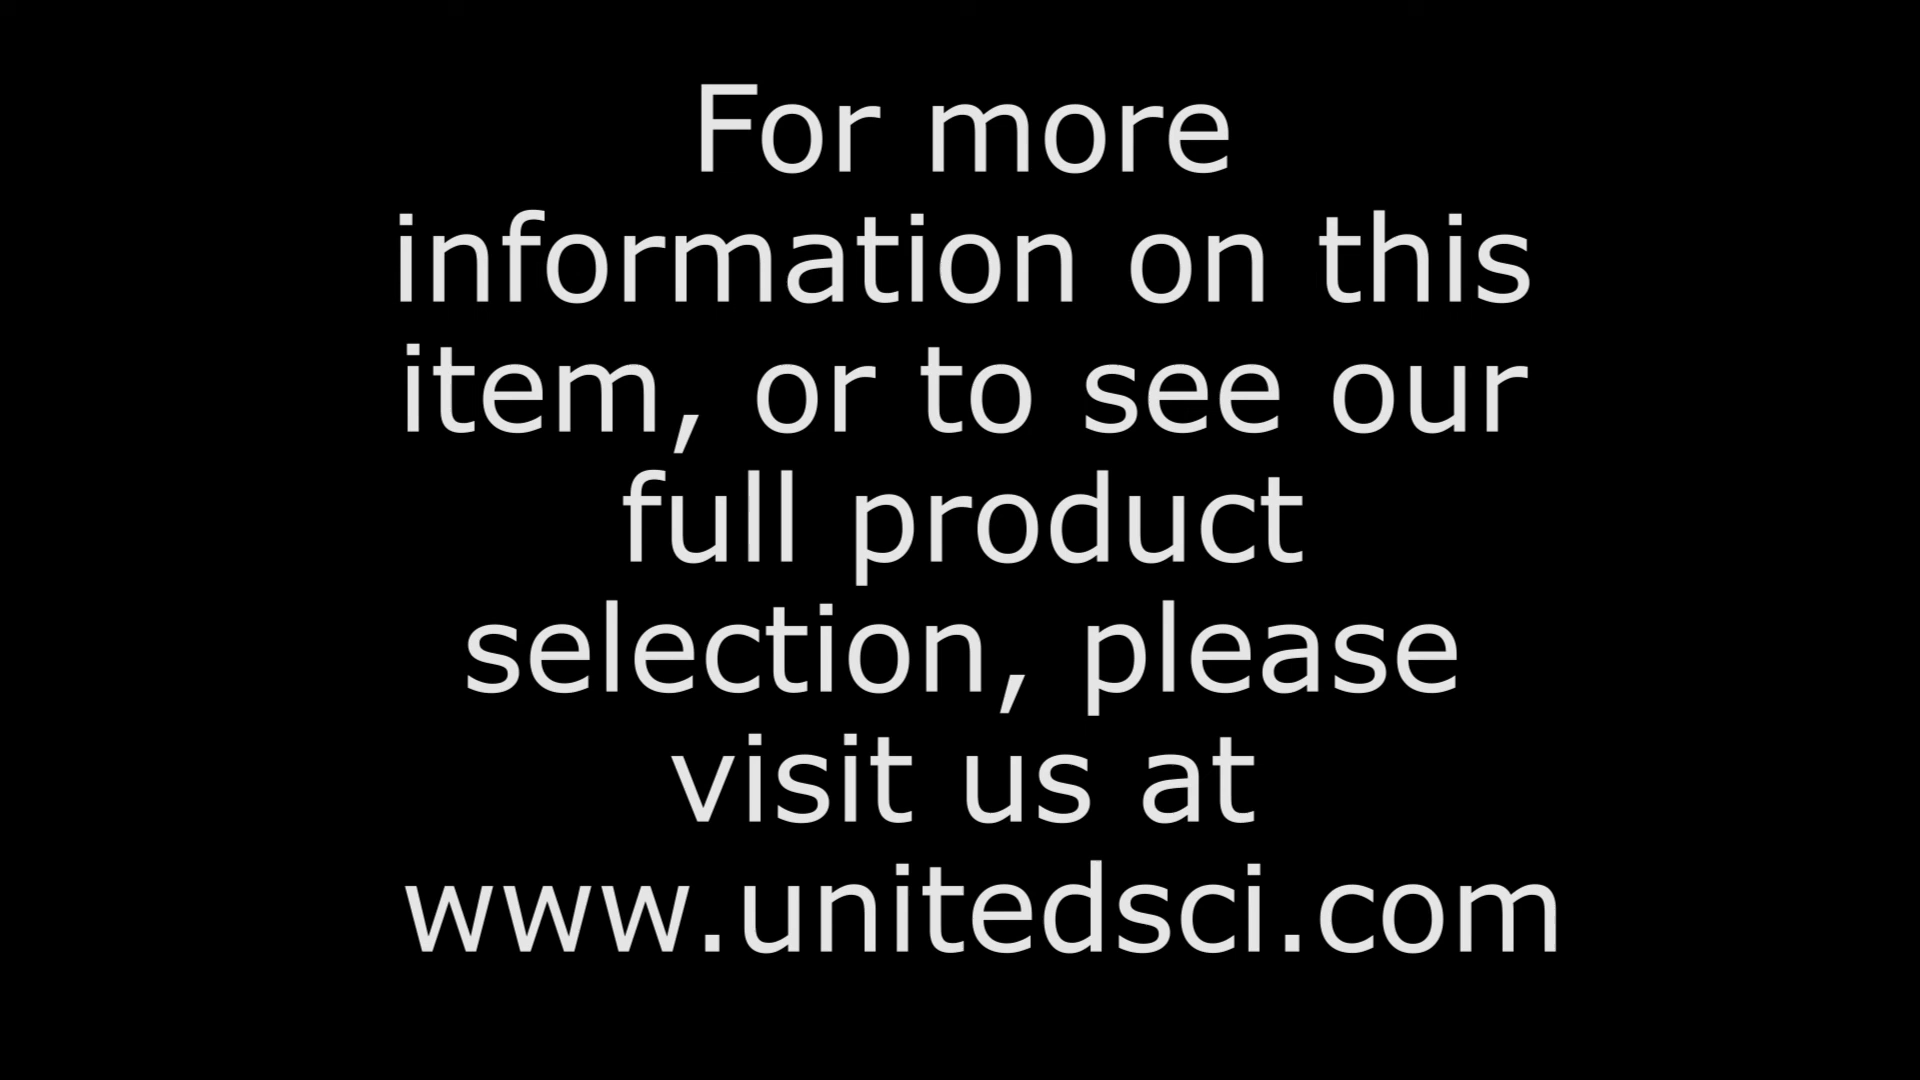 For more
information on this
item, or to see our
full product
selection, please
visit us at
www.unitedsci.com